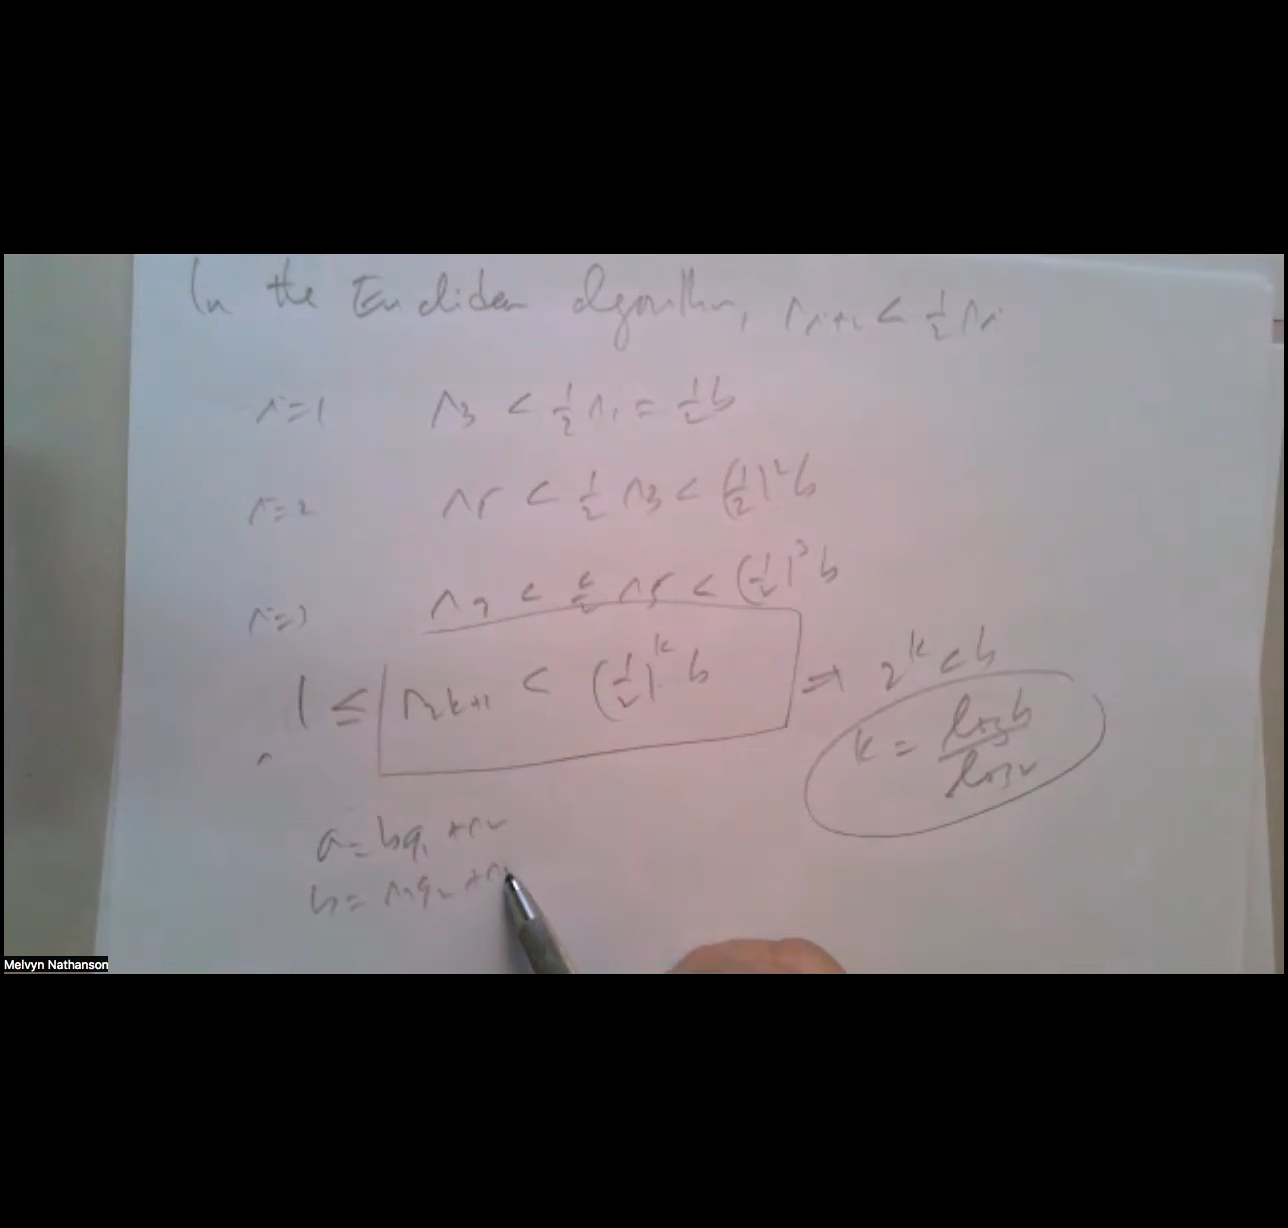 In the Euclidean algorithm, r_{i+2} < 1/2 r_i
i=1 r_3 < 1/2 r_1 = 1/2 b
i=2 r_5 < 1/2 r_3 < (1/2)^2 b
i=3 r_7 < 1/2 r_5 < (1/2)^3 b
1 ≤ r_{2k+1} < (1/2)^k b ⇒ 2^k < b
k = log b / log 2
a = bq_1 + r_2
b = r_2 q_2 + r
Melvyn Nathanson